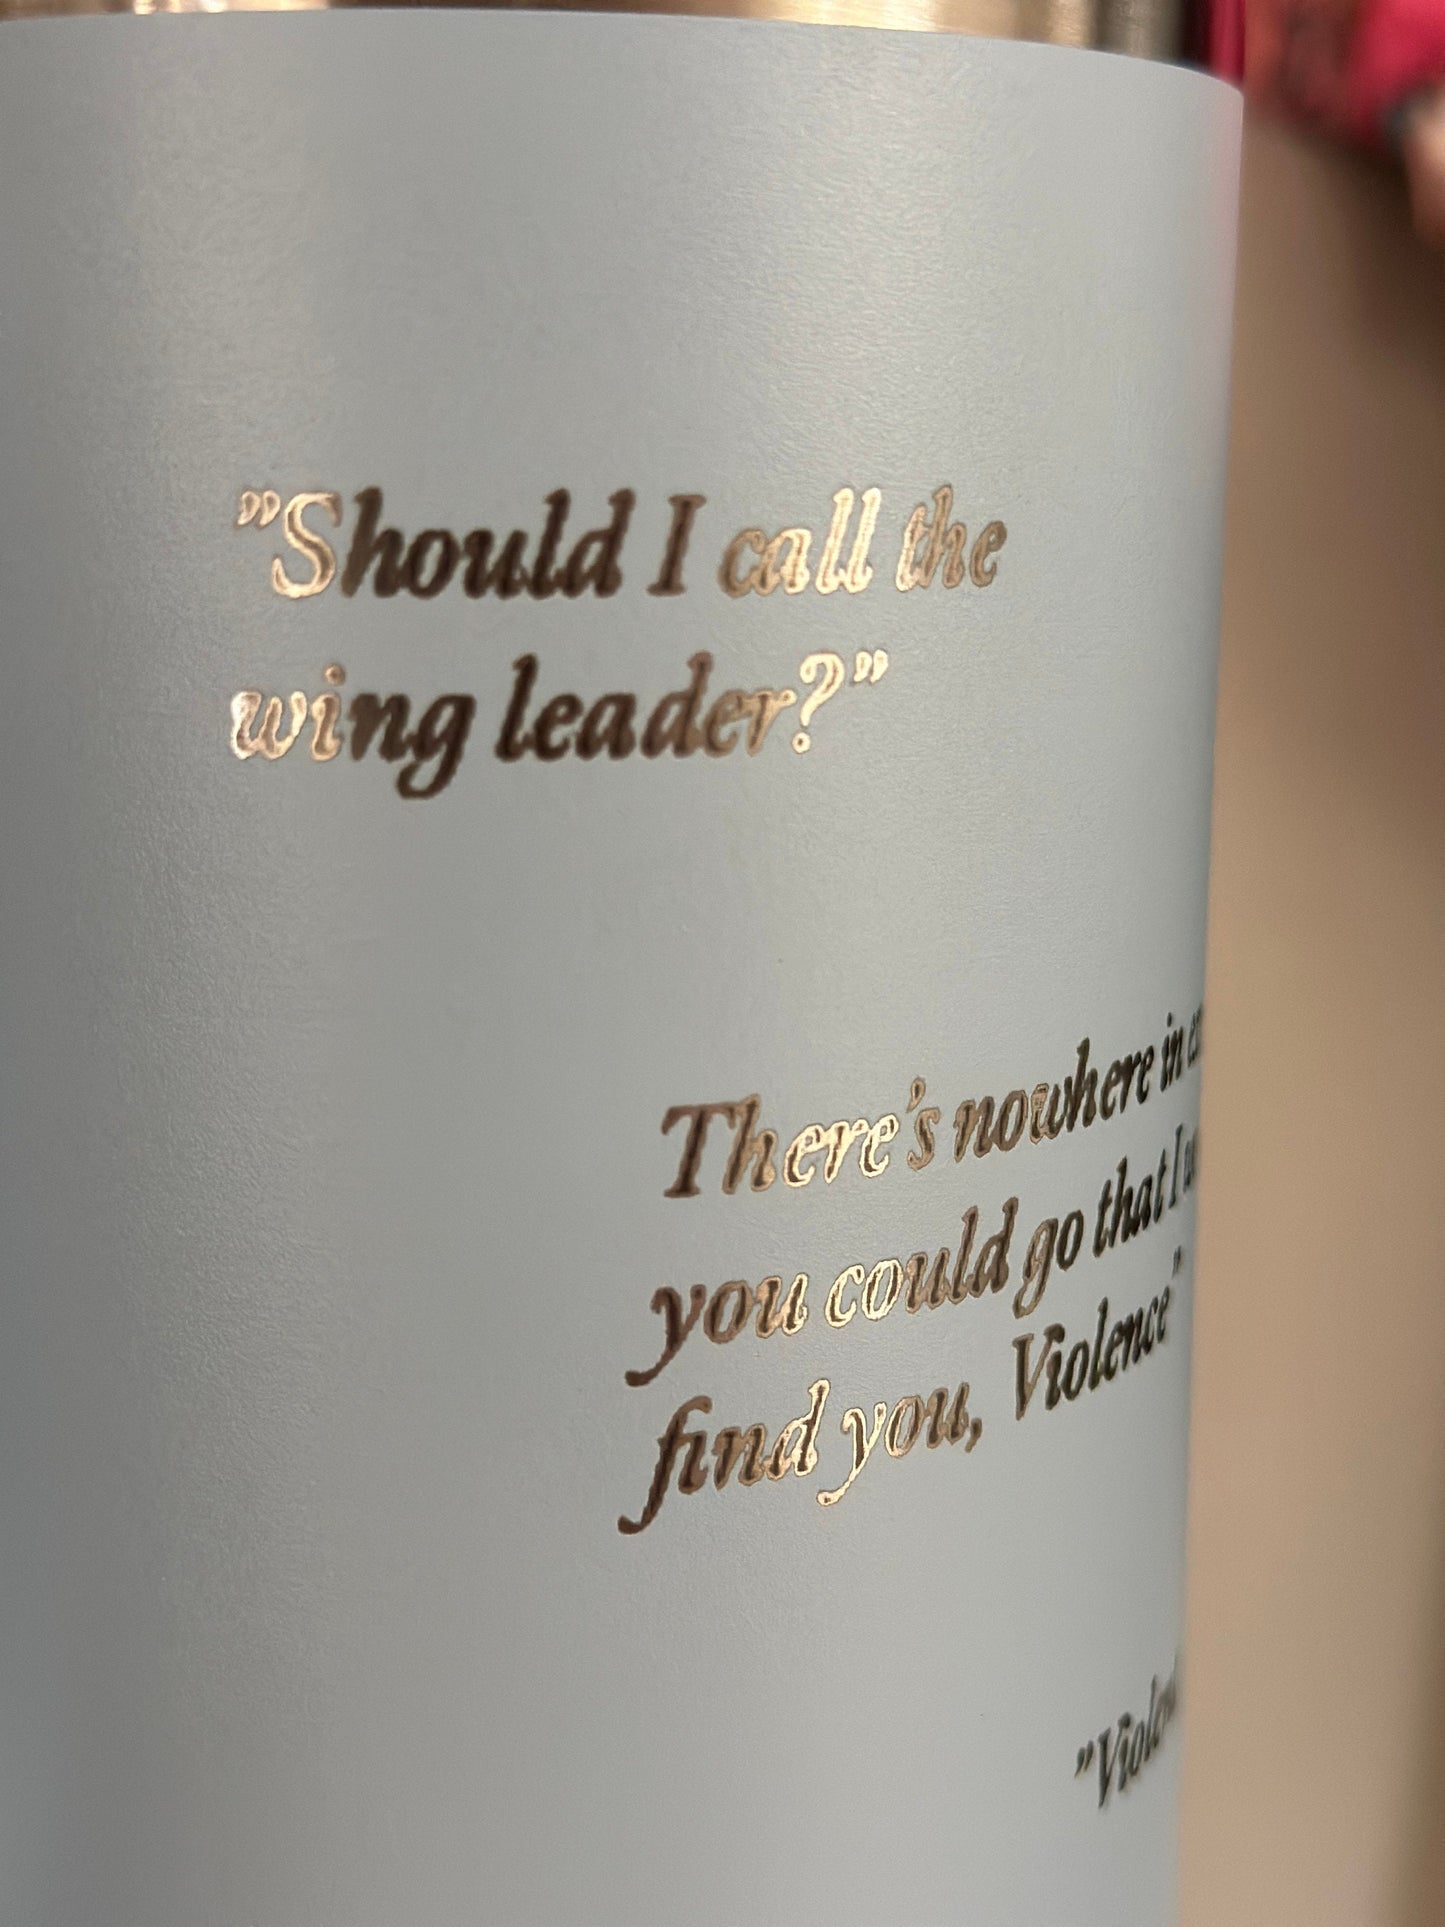 ”Should I call the
wing leader?”
There’s nowhere in
you could go that I
find you, Violence”